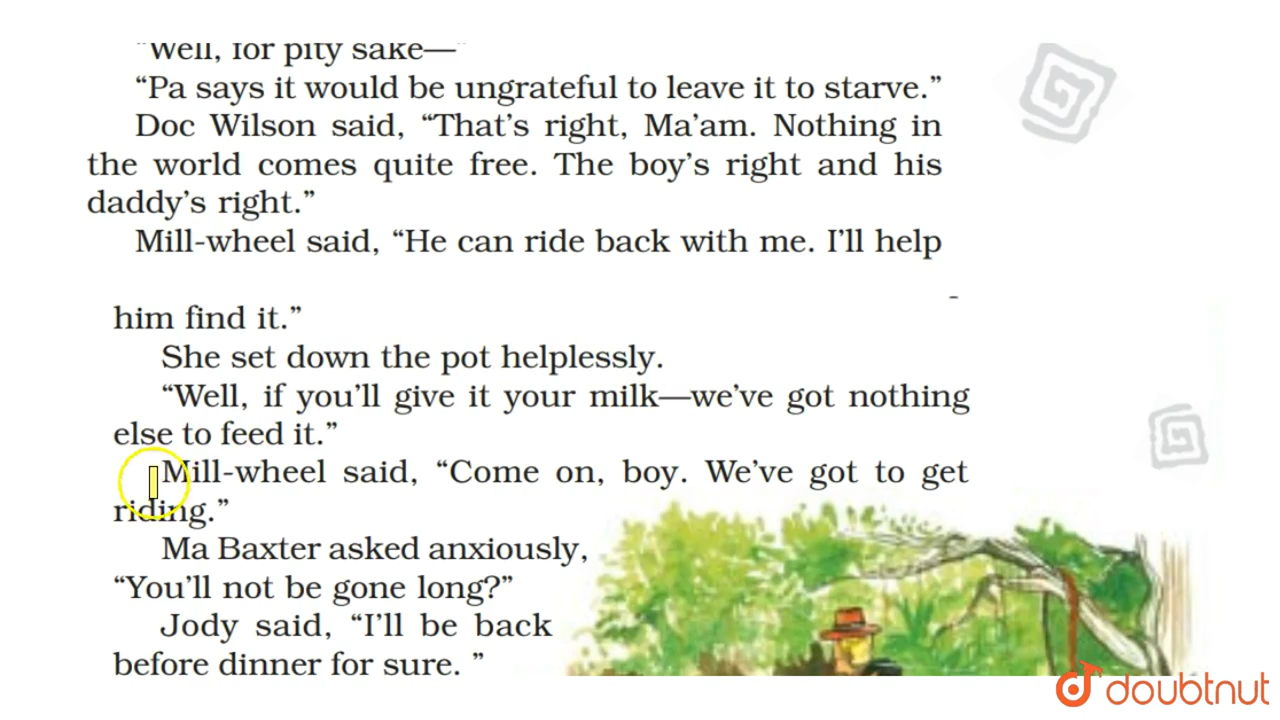 “Well, for pity sake—”
“Pa says it would be ungrateful to leave it to starve.”
Doc Wilson said, “That’s right, Ma’am. Nothing in
the world comes quite free. The boy’s right and his
daddy’s right.”
Mill-wheel said, “He can ride back with me. I’ll help
him find it.”
She set down the pot helplessly.
“Well, if you’ll give it your milk—we’ve got nothing
else to feed it.”
Mill-wheel said, “Come on, boy. We’ve got to get
riding.”
Ma Baxter asked anxiously,
“You’ll not be gone long?”
Jody said, “I’ll be back
before dinner for sure. ”
doubtnut